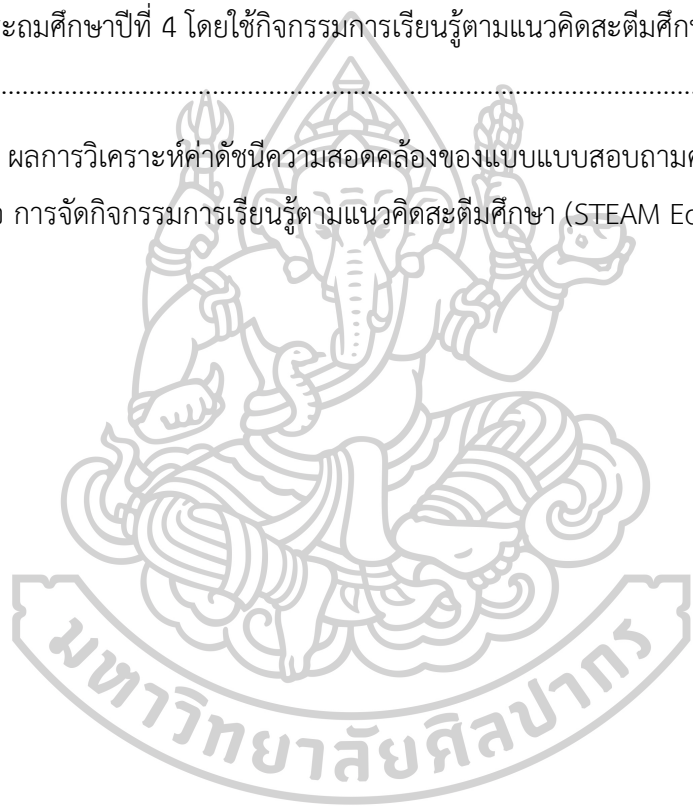 ะถมศึกษาปีที่ 4 โดยใช้กิจกรรมการเรียนรู้ตามแนวคิดสะตีมศึกษ
..............................................................................................................
ผลการวิเคราะห์ค่าดัชนีความสอดคล้องของแบบแบบสอบถามค
การจัดกิจกรรมการเรียนรู้ตามแนวคิดสะตีมศึกษา (STEAM Ed
มหาวิทยาลัยศิลปากร